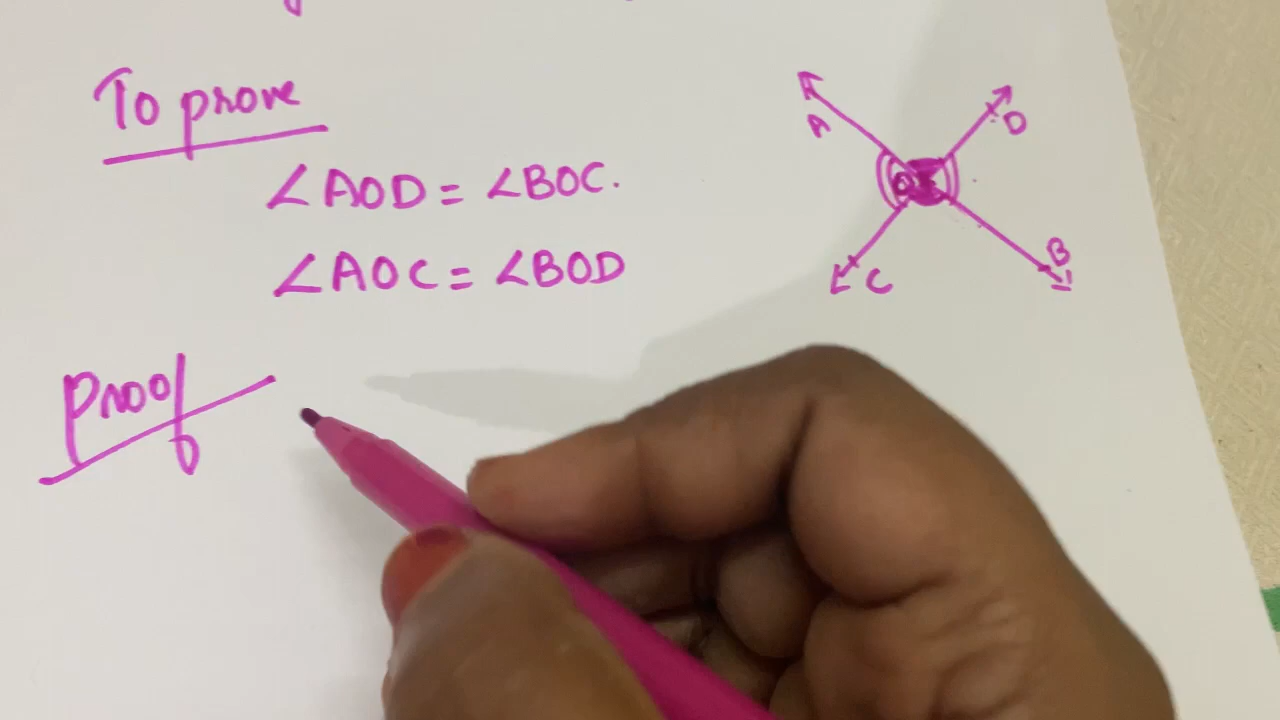 To prove
∠AOD = ∠BOC.
∠AOC = ∠BOD
Proof
A
D
O
B
C